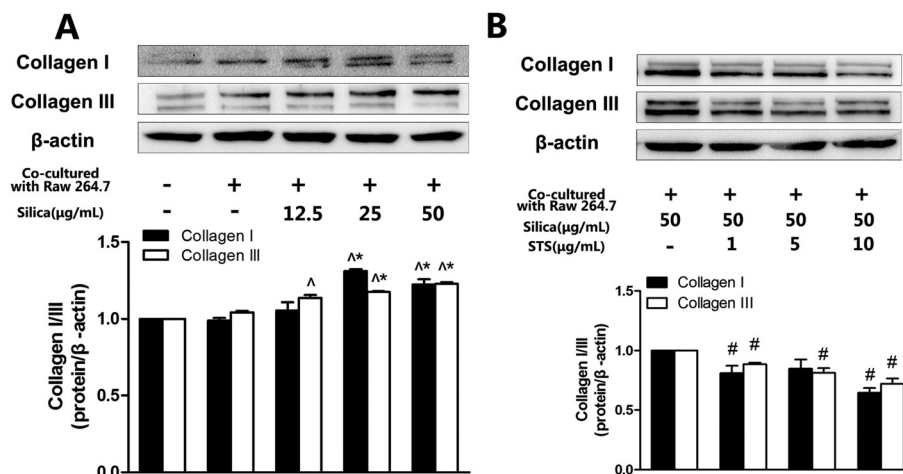 A
Collagen I
Collagen III
β-actin
Co-cultured
with Raw 264.7
- + + + +
Silica(μg/mL) - - 12.5 25 50
Collagen I
Collagen III
Collagen I/III
(protein/β -actin)
1.5
1.0
0.5
0.0
^
^*
^*
^* ^*
B
Collagen I
Collagen III
β-actin
Co-cultured
with Raw 264.7
+ + + +
Silica(μg/mL) 50 50 50 50
STS(μg/mL) - 1 5 10
Collagen I
Collagen III
Collagen I/III
(protein/β -actin)
1.5
1.0
0.5
0.0
# #
#
# #